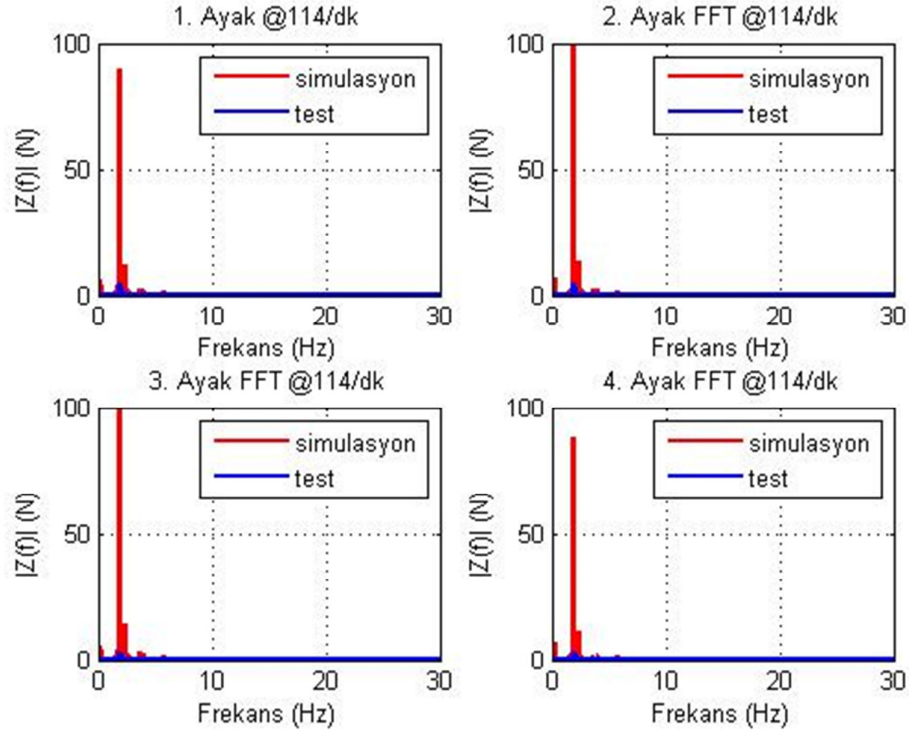 1. Ayak @114/dk
100
50
0
|Z(f)| (N)
simulasyon
test
0 10 20 30
Frekans (Hz)
2. Ayak FFT @114/dk
100
50
0
|Z(f)| (N)
simulasyon
test
0 10 20 30
Frekans (Hz)
3. Ayak FFT @114/dk
100
50
0
|Z(f)| (N)
simulasyon
test
0 10 20 30
Frekans (Hz)
4. Ayak FFT @114/dk
100
50
0
|Z(f)| (N)
simulasyon
test
0 10 20 30
Frekans (Hz)